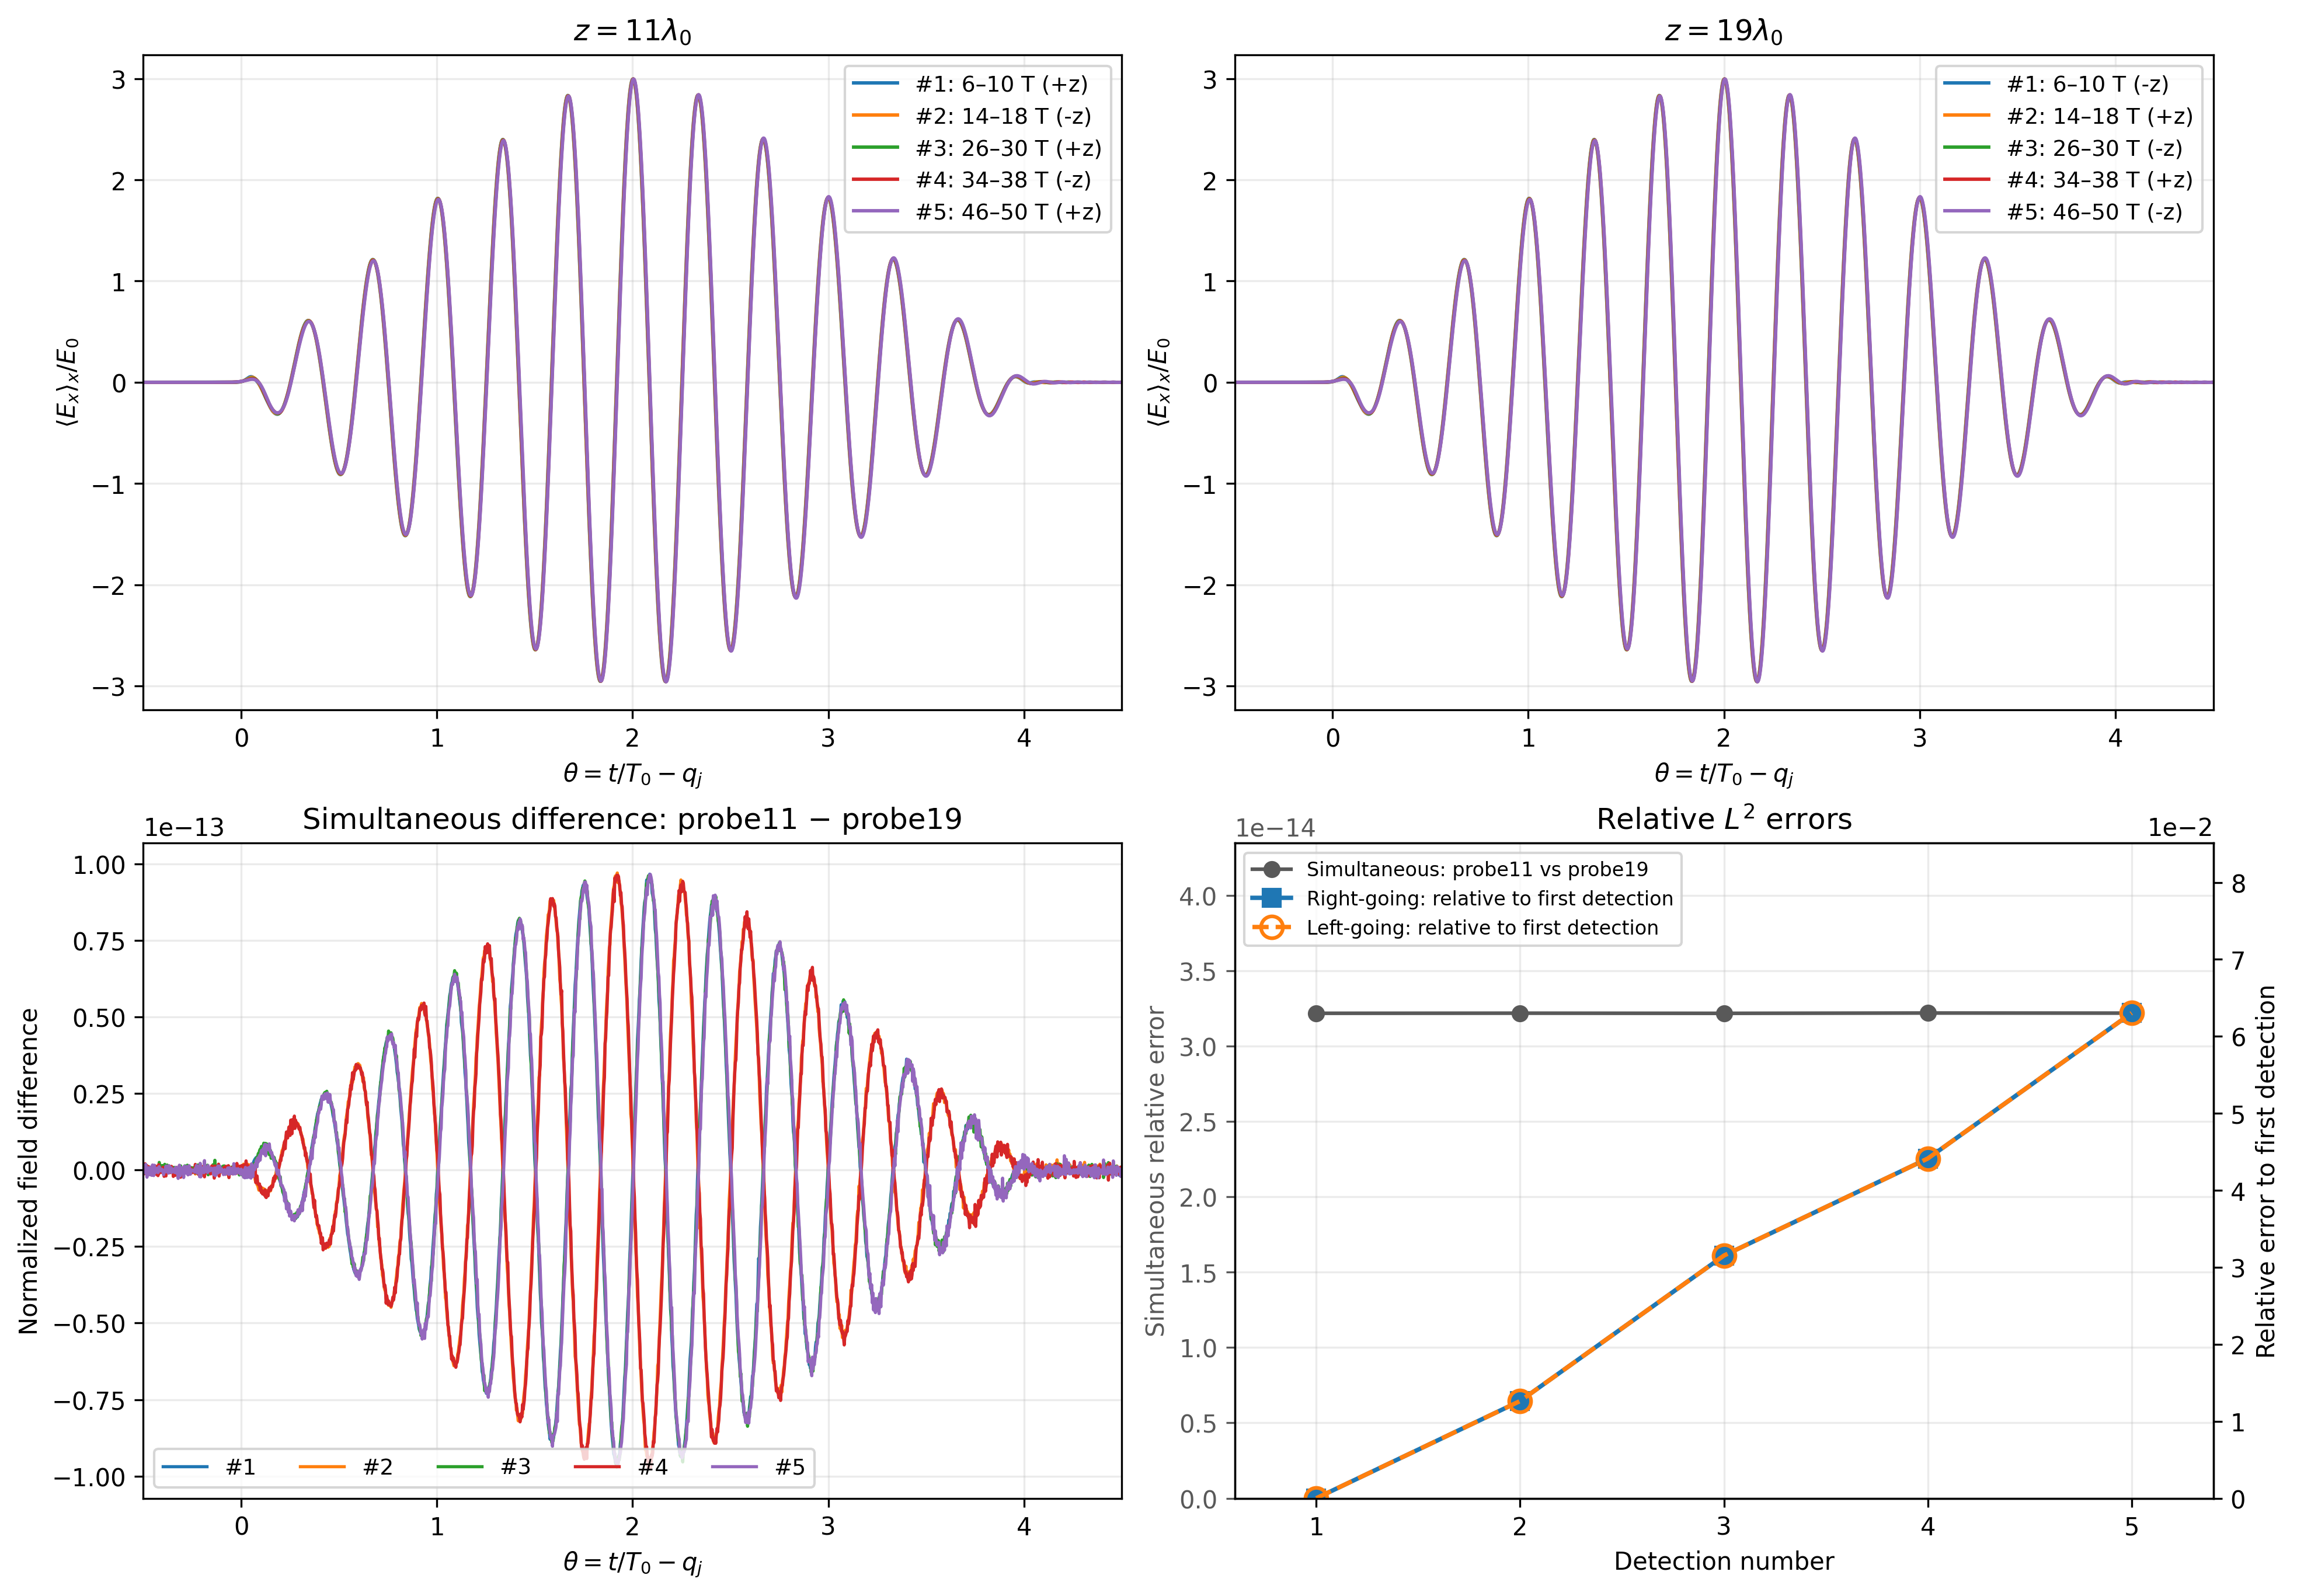 z = 11λ₀
3
2
1
0
−1
−2
−3
⟨Eₓ⟩ₓ/E₀
#1: 6–10 T (+z)
#2: 14–18 T (-z)
#3: 26–30 T (+z)
#4: 34–38 T (-z)
#5: 46–50 T (+z)
0 1 2 3 4
θ = t/T₀ − qⱼ
z = 19λ₀
3
2
1
0
−1
−2
−3
⟨Eₓ⟩ₓ/E₀
#1: 6–10 T (-z)
#2: 14–18 T (+z)
#3: 26–30 T (-z)
#4: 34–38 T (+z)
#5: 46–50 T (-z)
0 1 2 3 4
θ = t/T₀ − qⱼ
Simultaneous difference: probe11 − probe19
1e−13
1.00
0.75
0.50
0.25
0.00
−0.25
−0.50
−0.75
−1.00
Normalized field difference
#1 #2 #3 #4 #5
0 1 2 3 4
θ = t/T₀ − qⱼ
Relative L² errors
1e−14
1e−2
Simultaneous: probe11 vs probe19
Right-going: relative to first detection
Left-going: relative to first detection
4.0
3.5
3.0
2.5
2.0
1.5
1.0
0.5
0.0
Simultaneous relative error
8
7
6
5
4
3
2
1
0
Relative error to first detection
1 2 3 4 5
Detection number